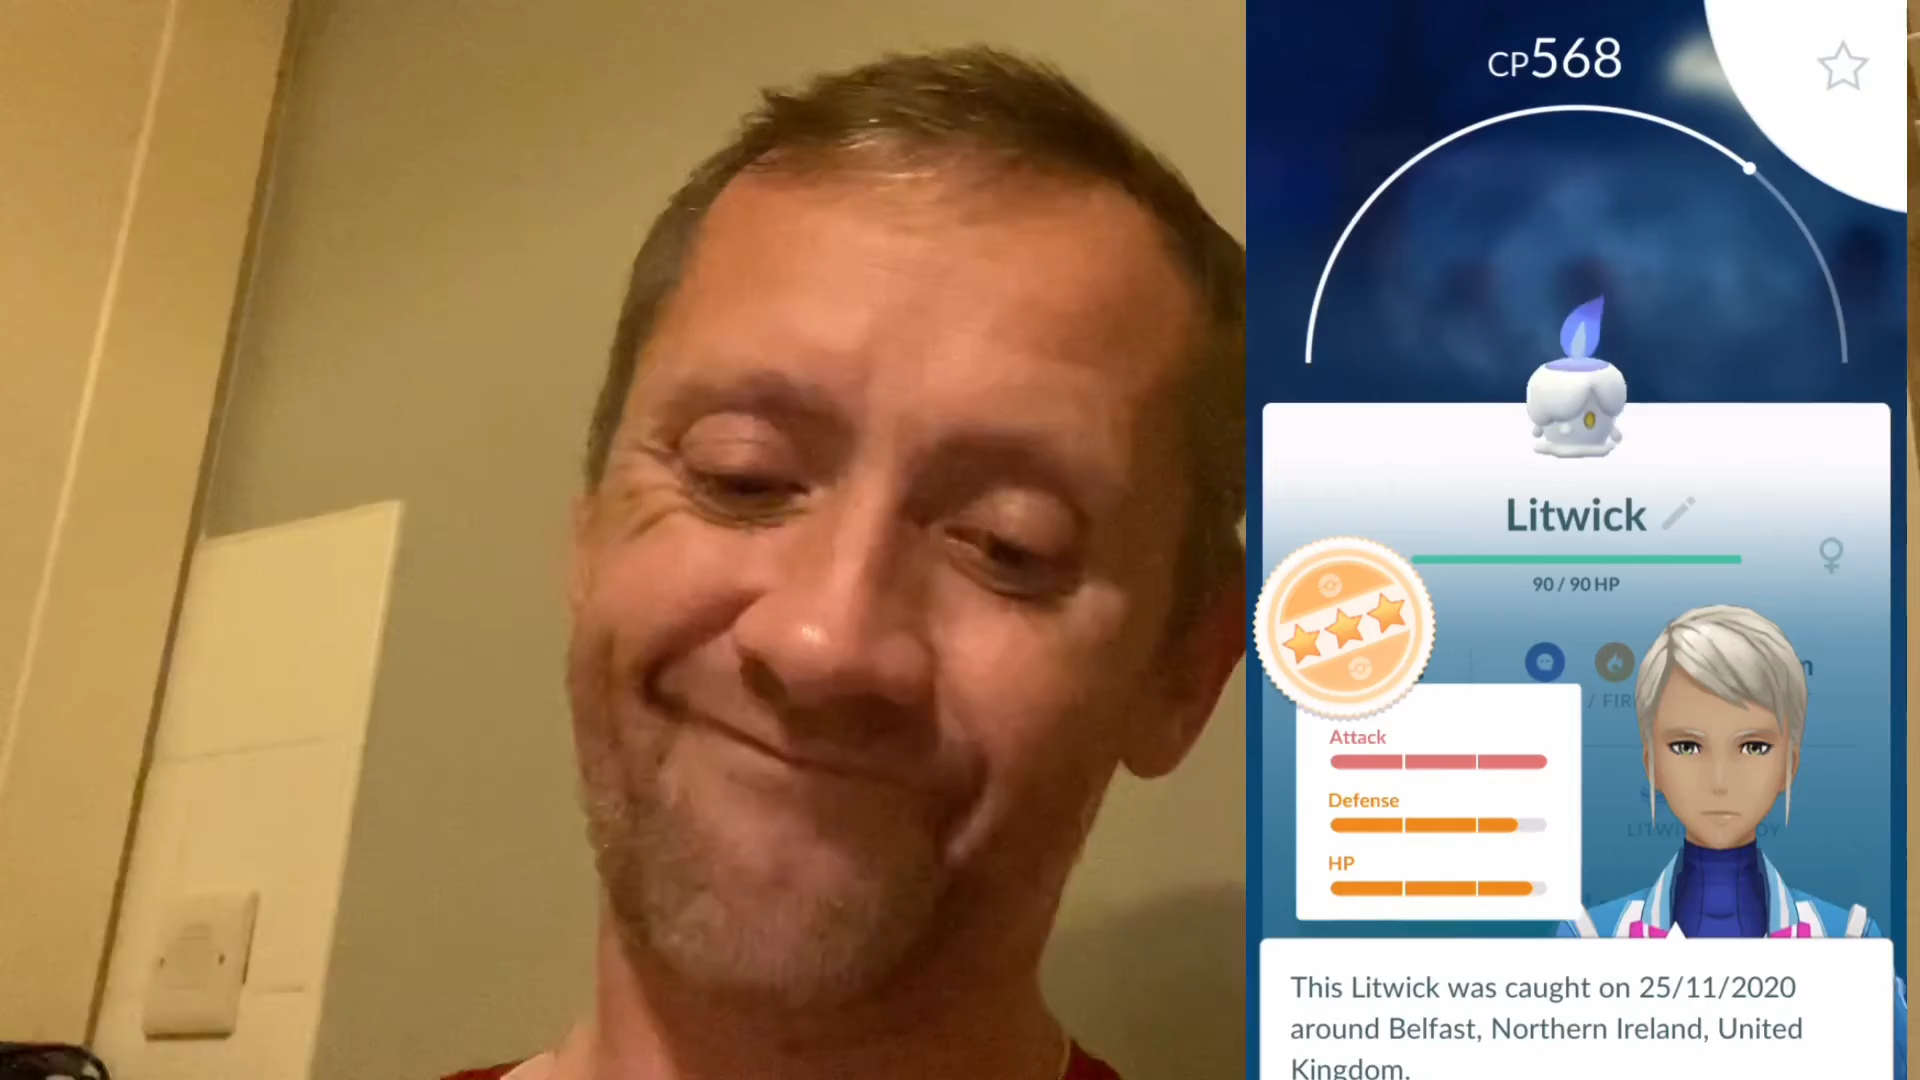 CP568
Litwick
90 / 90 HP
/ FIR
Attack
Defense
HP
This Litwick was caught on 25/11/2020
around Belfast, Northern Ireland, United
Kingdom.